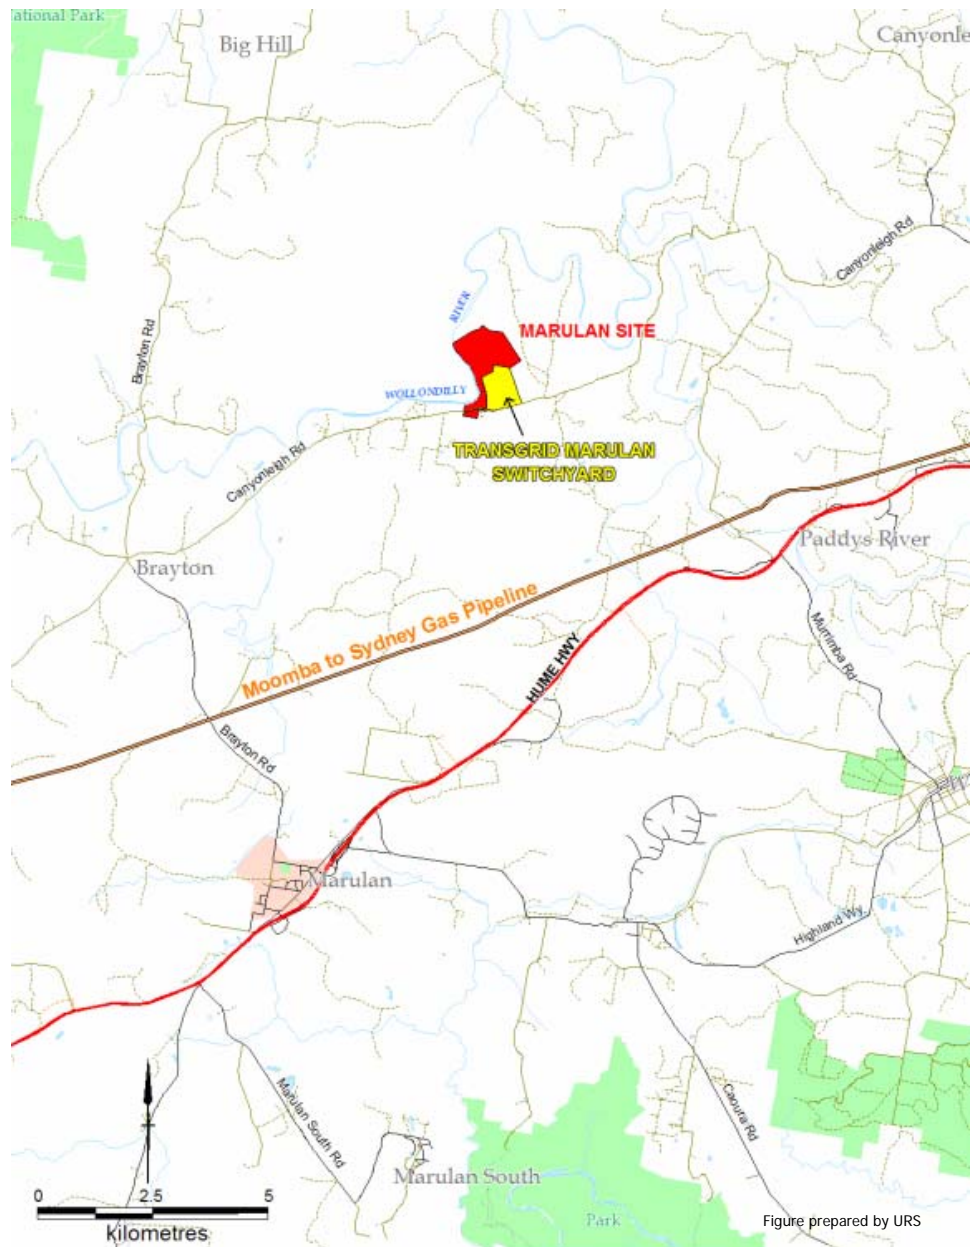 ational Park
Big Hill
Canyonle
Canyonleigh Rd
RIVER
MARULAN SITE
Brayton Rd
WOLLONDILLY
TRANSGRID MARULAN
SWITCHYARD
Canyonleigh Rd
Paddys River
Brayton
Moomba to Sydney Gas Pipeline
HUME HWY
Murrimba Rd
Brayton Rd
Marulan
Highland Wy
Marulan South Rd
Caoura Rd
Marulan South
0 2.5 5
kilometres
Park
Figure prepared by URS